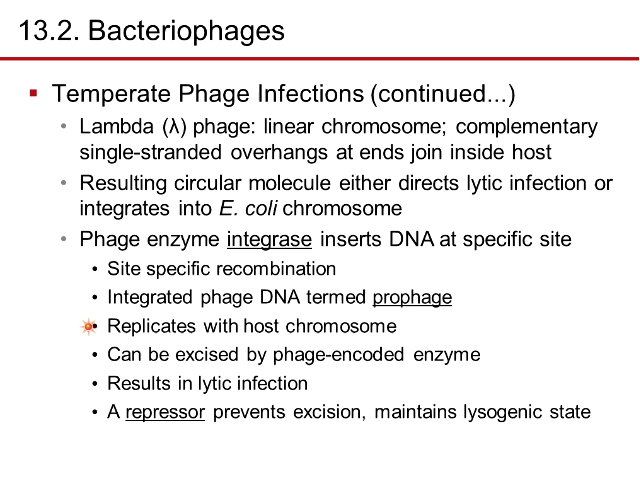 13.2. Bacteriophages
▪ Temperate Phage Infections (continued...)
• Lambda (λ) phage: linear chromosome; complementary
single-stranded overhangs at ends join inside host
• Resulting circular molecule either directs lytic infection or
integrates into E. coli chromosome
• Phage enzyme integrase inserts DNA at specific site
• Site specific recombination
• Integrated phage DNA termed prophage
• Replicates with host chromosome
• Can be excised by phage-encoded enzyme
• Results in lytic infection
• A repressor prevents excision, maintains lysogenic state